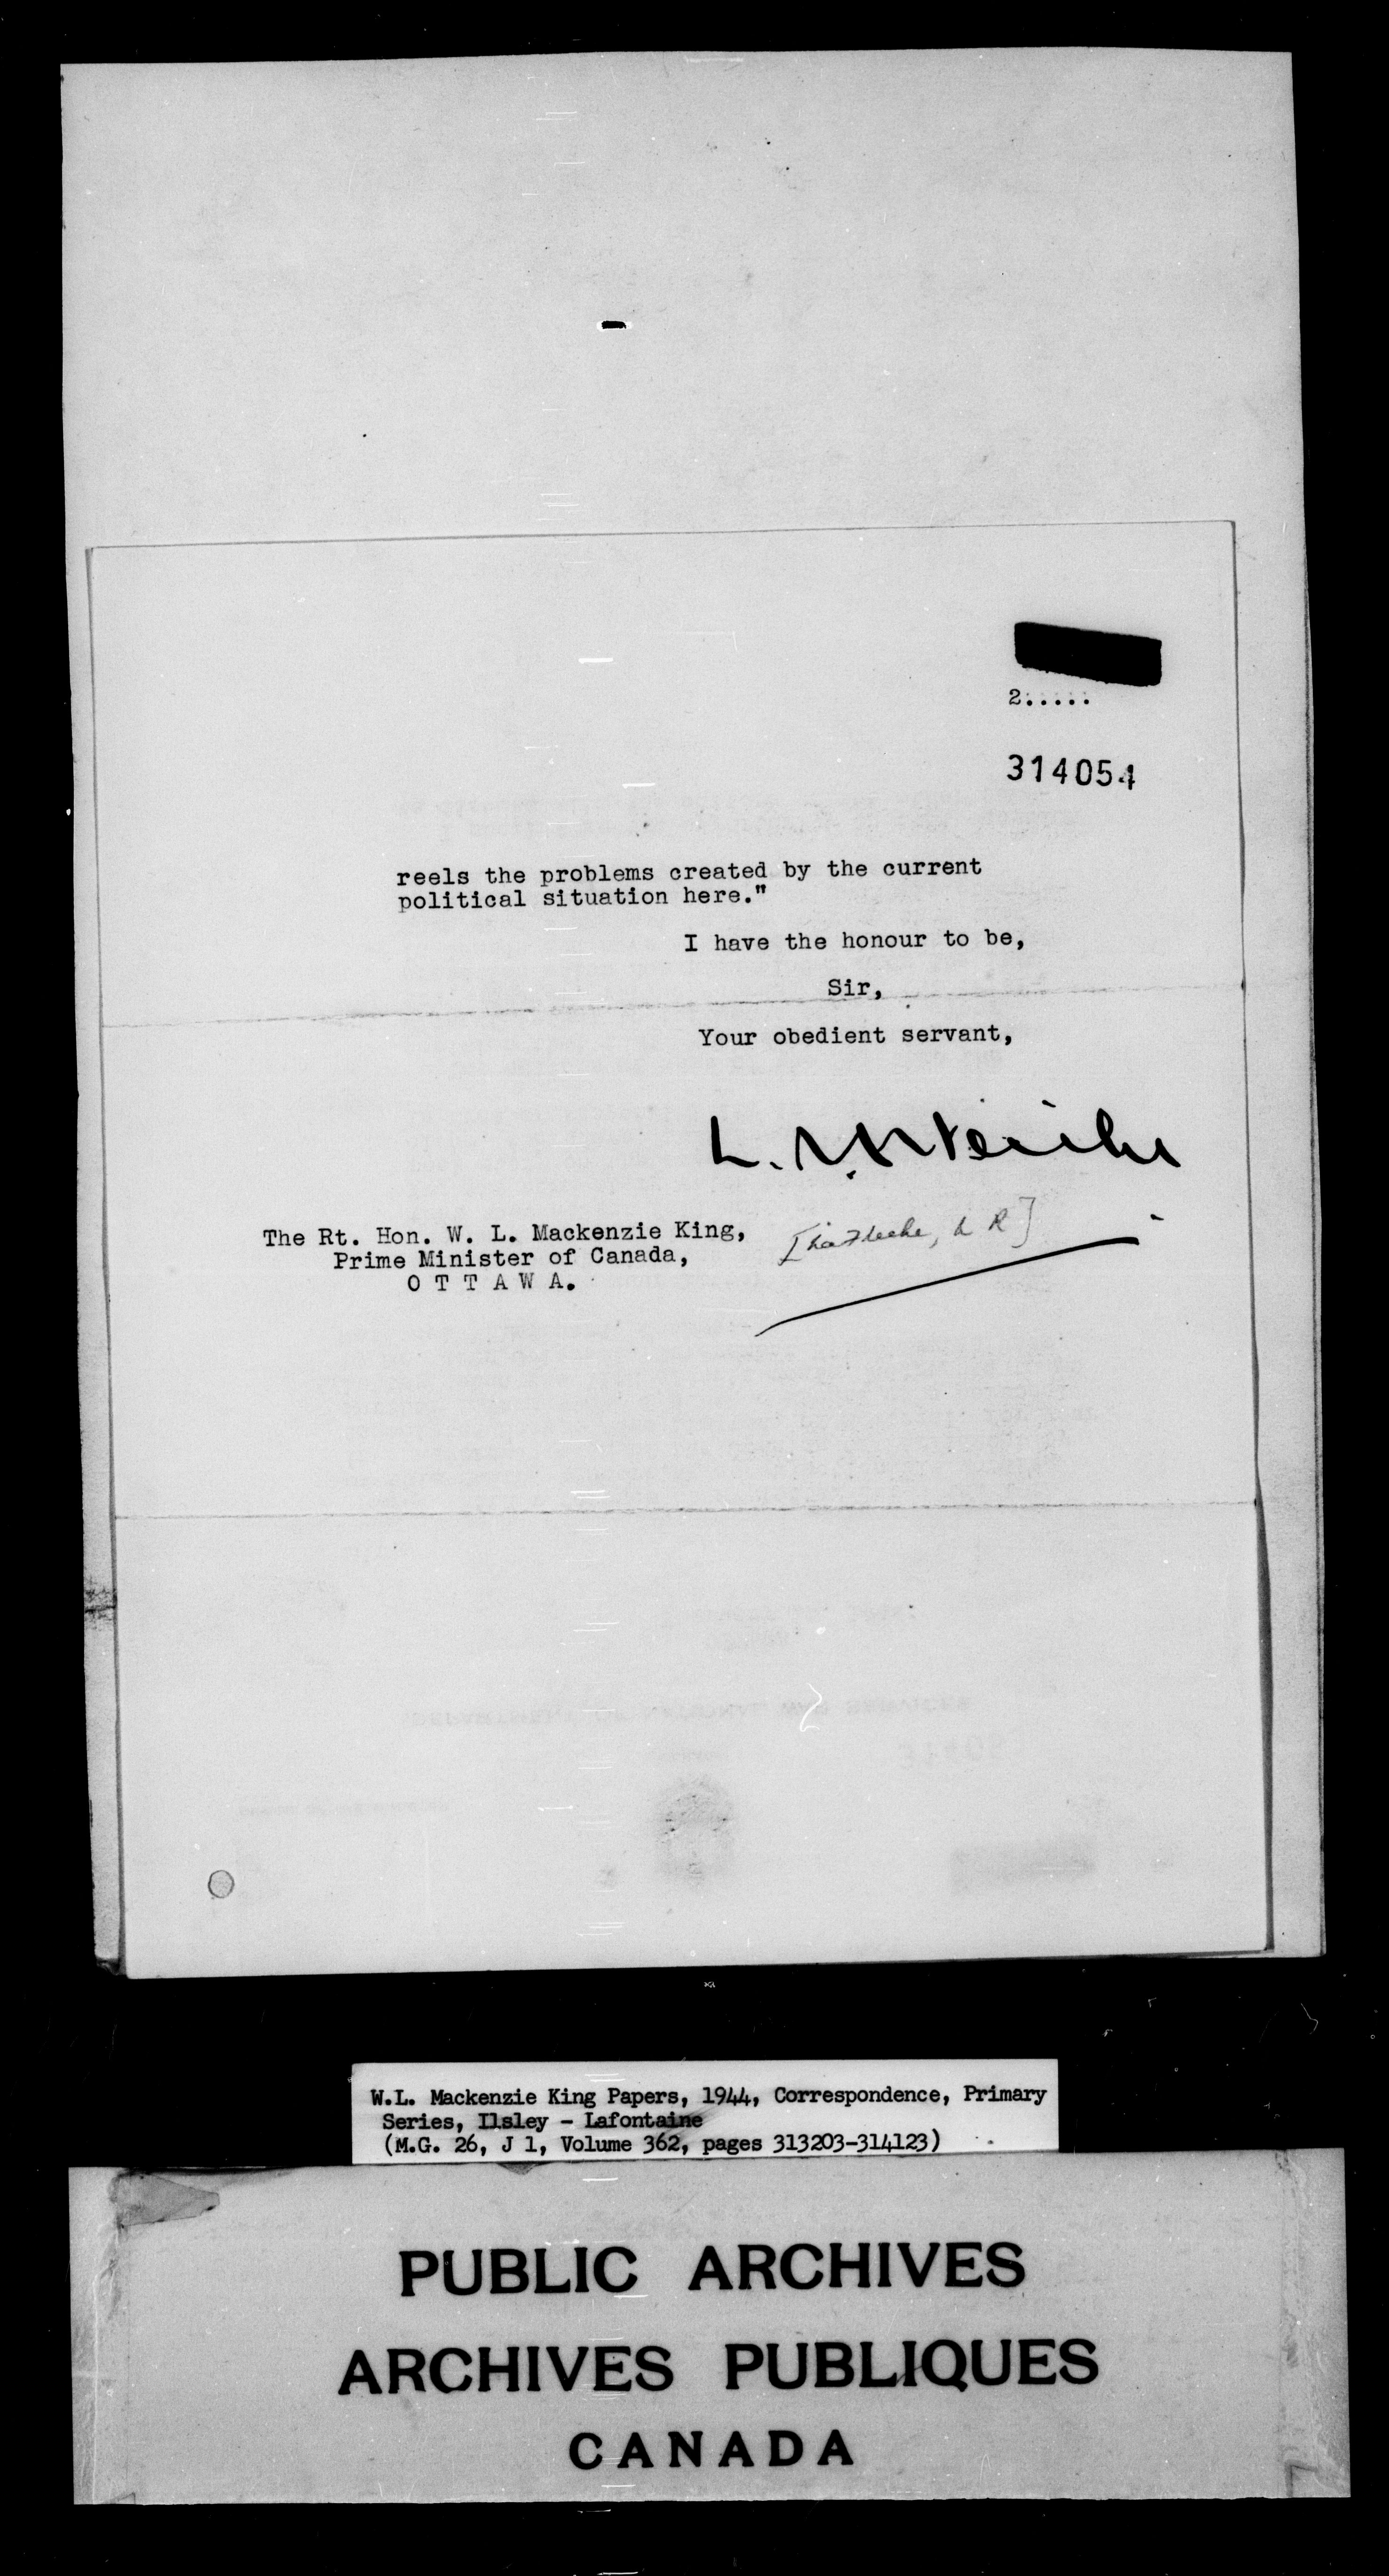 2.....
314054
reels the problems created by the current
political situation here."
I have the honour to be,
Sir,
Your obedient servant,
The Rt. Hon. W. L. Mackenzie King,
Prime Minister of Canada,
O T T A W A.
[LaFleche, L R]
W.L. Mackenzie King Papers, 1944, Correspondence, Primary
Series, Ilsley - Lafontaine
(M.G. 26, J 1, Volume 362, pages 313203-314123)
PUBLIC ARCHIVES
ARCHIVES PUBLIQUES
CANADA